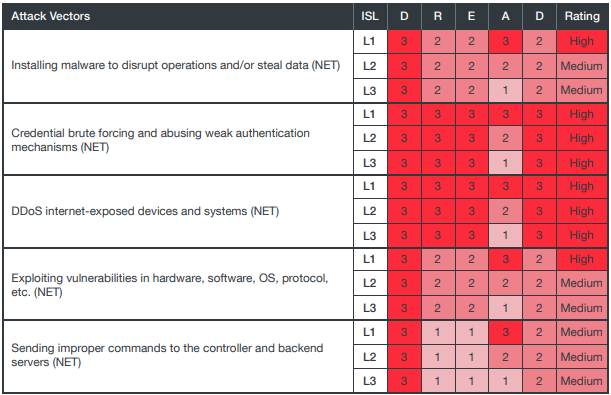 Attack Vectors ISL D R E A D Rating
L1 3 2 2 3 2 High
Installing malware to disrupt operations and/or steal data (NET) L2 3 2 2 2 2 Medium
L3 3 2 2 1 2 Medium
L1 3 3 3 3 3 High
Credential brute forcing and abusing weak authentication
mechanisms (NET) L2 3 3 3 2 3 High
L3 3 3 3 1 3 High
L1 3 3 3 3 3 High
DDoS internet-exposed devices and systems (NET) L2 3 3 3 2 3 High
L3 3 3 3 1 3 High
L1 3 2 2 3 2 High
Exploiting vulnerabilities in hardware, software, OS, protocol,
etc. (NET) L2 3 2 2 2 2 Medium
L3 3 2 2 1 2 Medium
L1 3 1 1 3 2 Medium
Sending improper commands to the controller and backend
servers (NET) L2 3 1 1 2 2 Medium
L3 3 1 1 1 2 Medium